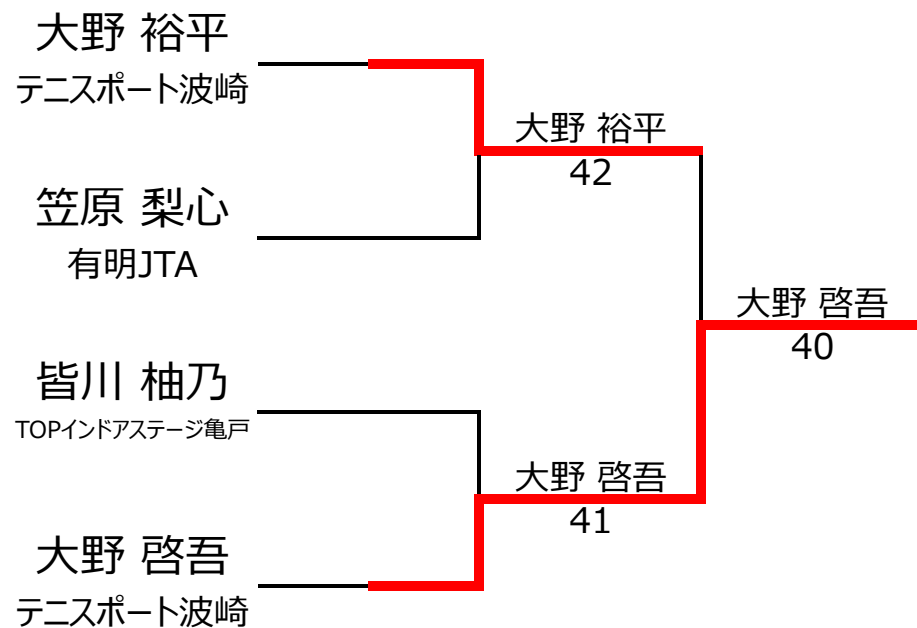 大野 裕平
テニスポート波崎
大野 裕平
42
笠原 梨心
有明JTA
大野 啓吾
40
皆川 柚乃
TOPインドアステージ亀戸
大野 啓吾
41
大野 啓吾
テニスポート波崎